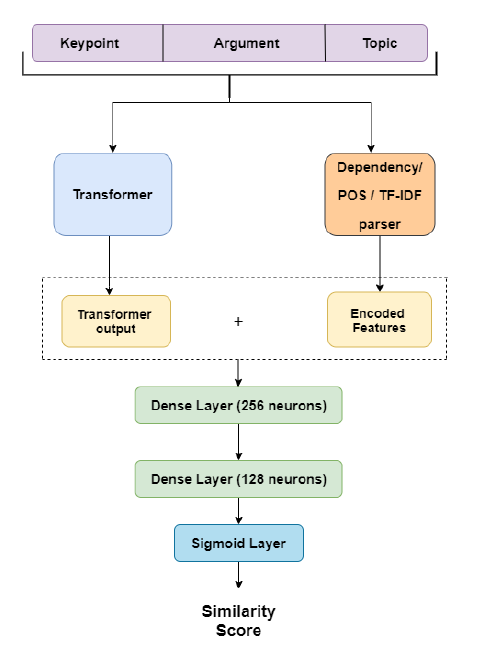 Keypoint Argument Topic
Transformer
Dependency/
POS / TF-IDF
parser
Transformer
output
+
Encoded
Features
Dense Layer (256 neurons)
Dense Layer (128 neurons)
Sigmoid Layer
Similarity
Score